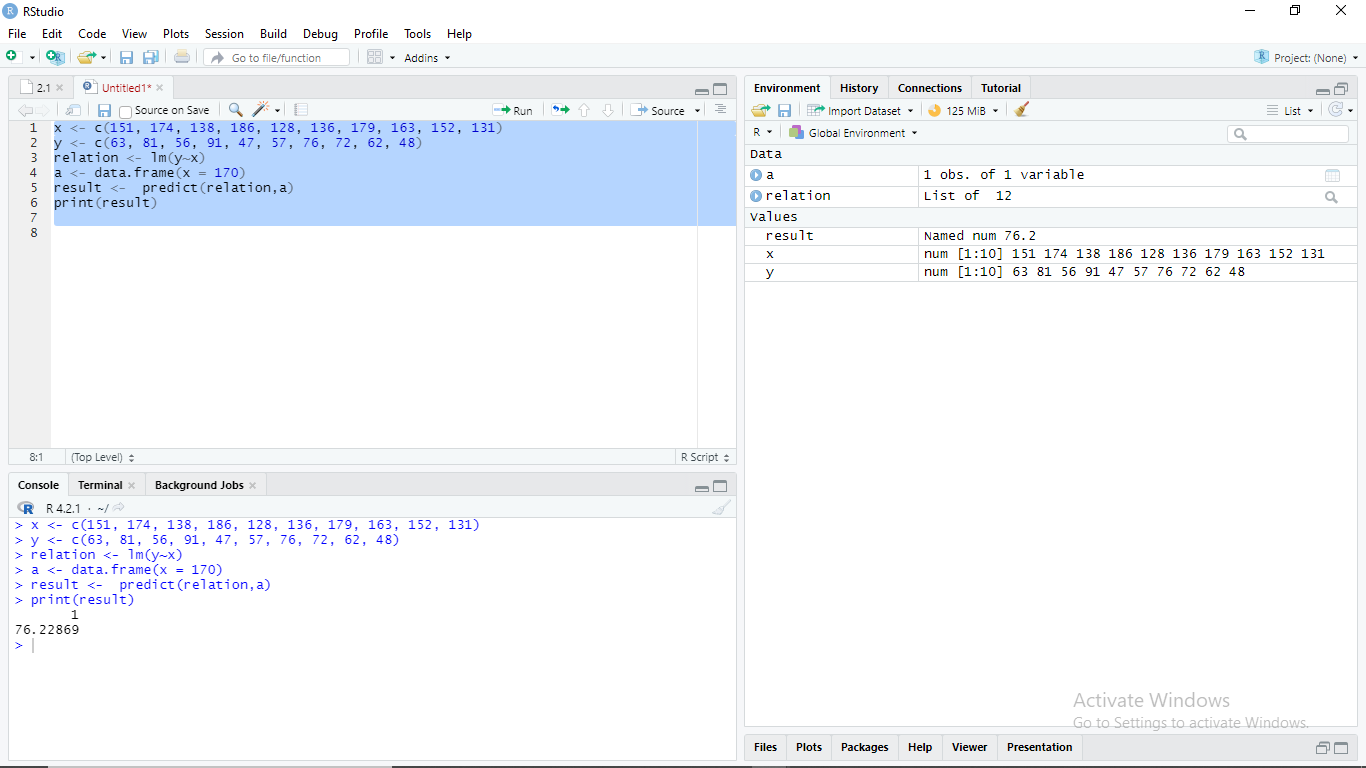 RStudio
File Edit Code View Plots Session Build Debug Profile Tools Help
Go to file/function Addins Project: (None)
2.1 Untitled1*
Source on Save Run Source
1 x <- c(151, 174, 138, 186, 128, 136, 179, 163, 152, 131)
2 y <- c(63, 81, 56, 91, 47, 57, 76, 72, 62, 48)
3 relation <- lm(y~x)
4 a <- data.frame(x = 170)
5 result <-  predict(relation,a)
6 print(result)
7
8
8:1 (Top Level) R Script
Console Terminal Background Jobs
R 4.2.1 · ~/
> x <- c(151, 174, 138, 186, 128, 136, 179, 163, 152, 131)
> y <- c(63, 81, 56, 91, 47, 57, 76, 72, 62, 48)
> relation <- lm(y~x)
> a <- data.frame(x = 170)
> result <-  predict(relation,a)
> print(result)
1
76.22869
>
Environment History Connections Tutorial
Import Dataset 125 MiB List
R Global Environment
Data
a 1 obs. of 1 variable
relation List of 12
Values
result Named num 76.2
x num [1:10] 151 174 138 186 128 136 179 163 152 131
y num [1:10] 63 81 56 91 47 57 76 72 62 48
Activate Windows
Go to Settings to activate Windows.
Files Plots Packages Help Viewer Presentation